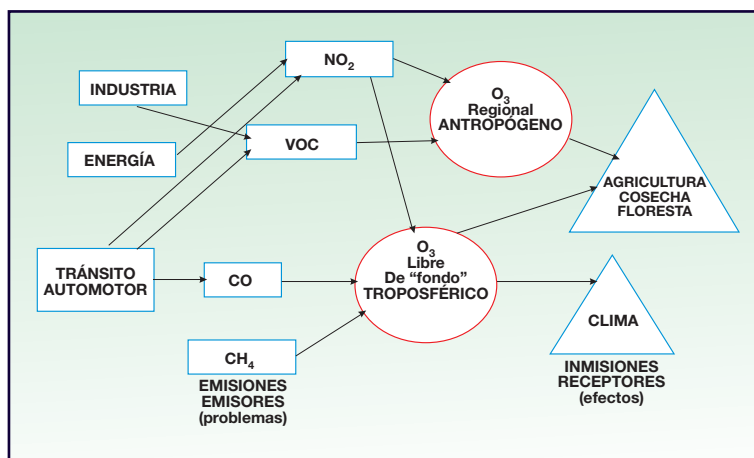 NO₂
INDUSTRIA
O₃
Regional
ANTROPÓGENO
VOC
ENERGÍA
AGRICULTURA
COSECHA
FLORESTA
TRÁNSITO
AUTOMOTOR
CO
O₃
Libre
De “fondo”
TROPOSFÉRICO
CLIMA
CH₄
EMISIONES
EMISORES
(problemas)
INMISIONES
RECEPTORES
(efectos)